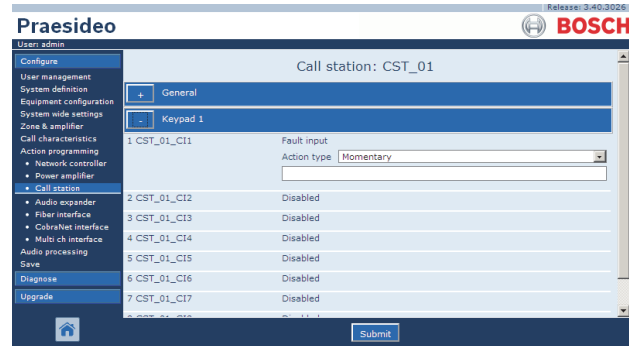 Release: 3.40.3026
Praesideo
BOSCH
User: admin
Configure
User management
System definition
Equipment configuration
System wide settings
Zone & amplifier
Call characteristics
Action programming
• Network controller
• Power amplifier
• Call station
• Audio expander
• Fiber interface
• CobraNet interface
• Multi ch interface
Audio processing
Save
Diagnose
Upgrade
Call station: CST_01
+ General
- Keypad 1
1 CST_01_CI1 Fault input
Action type Momentary
2 CST_01_CI2 Disabled
3 CST_01_CI3 Disabled
4 CST_01_CI4 Disabled
5 CST_01_CI5 Disabled
6 CST_01_CI6 Disabled
7 CST_01_CI7 Disabled
Submit